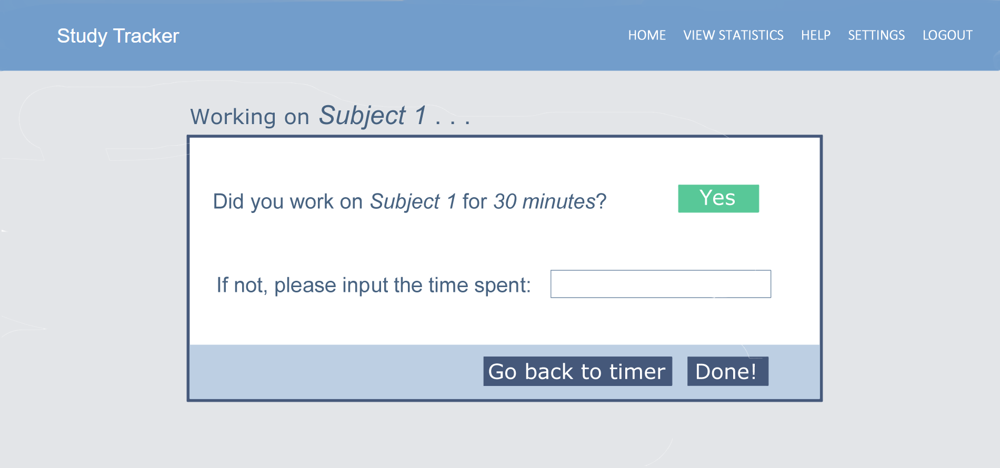 Study Tracker HOME VIEW STATISTICS HELP SETTINGS LOGOUT
Working on Subject 1 . . .
Did you work on Subject 1 for 30 minutes? Yes
If not, please input the time spent:
Go back to timer Done!